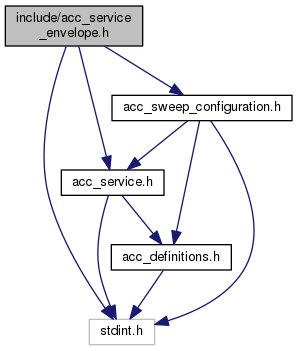 include/acc_service
_envelope.h
acc_sweep_configuration.h
acc_service.h
acc_definitions.h
stdint.h